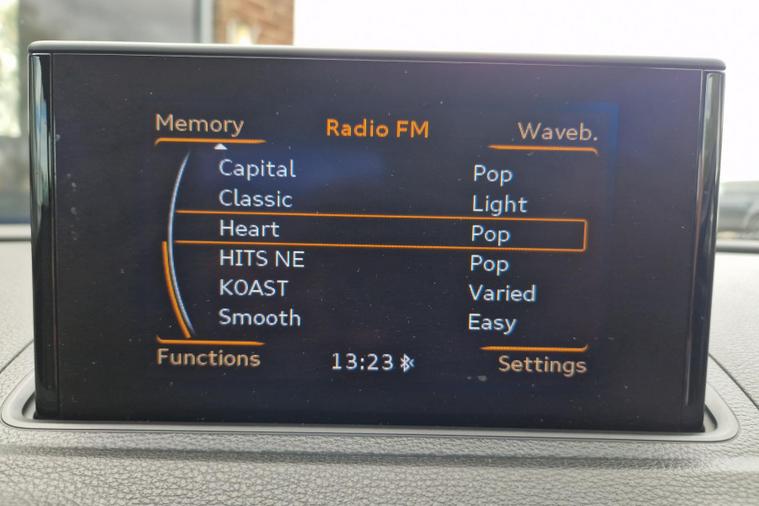 Memory Radio FM Waveb.
Capital Pop
Classic Light
Heart Pop
HITS NE Pop
KOAST Varied
Smooth Easy
Functions 13:23 Settings